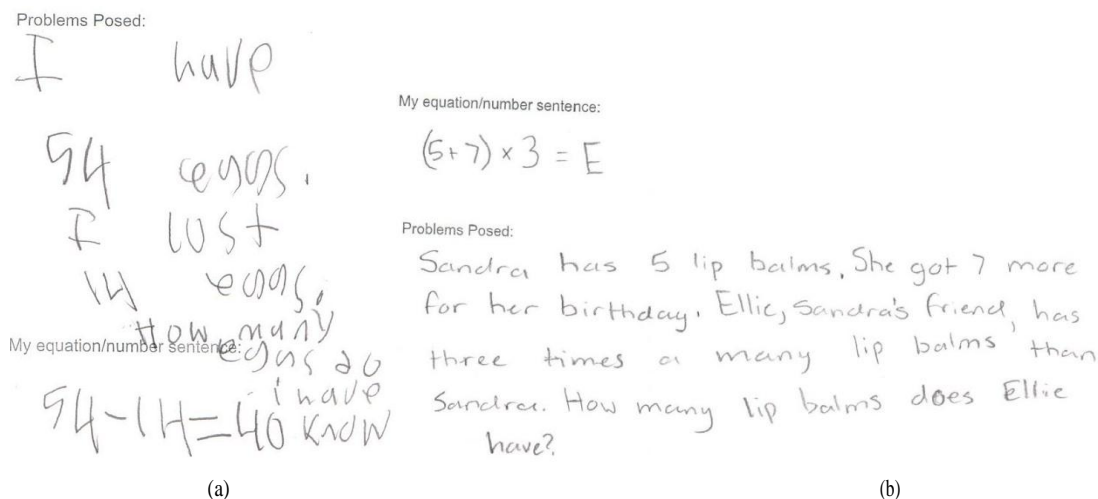 Problems Posed:
I have
54 eggs.
I lost
14 eggs.
How many
My equation/number sentence:
eggs do
i have
54-14=40 know
(a)
My equation/number sentence:
(5+7) × 3 = E
Problems Posed:
Sandra has 5 lip balms. She got 7 more
for her birthday. Ellie, Sandra's friend, has
three times a many lip balms than
Sandra. How many lip balms does Ellie
have?
(b)